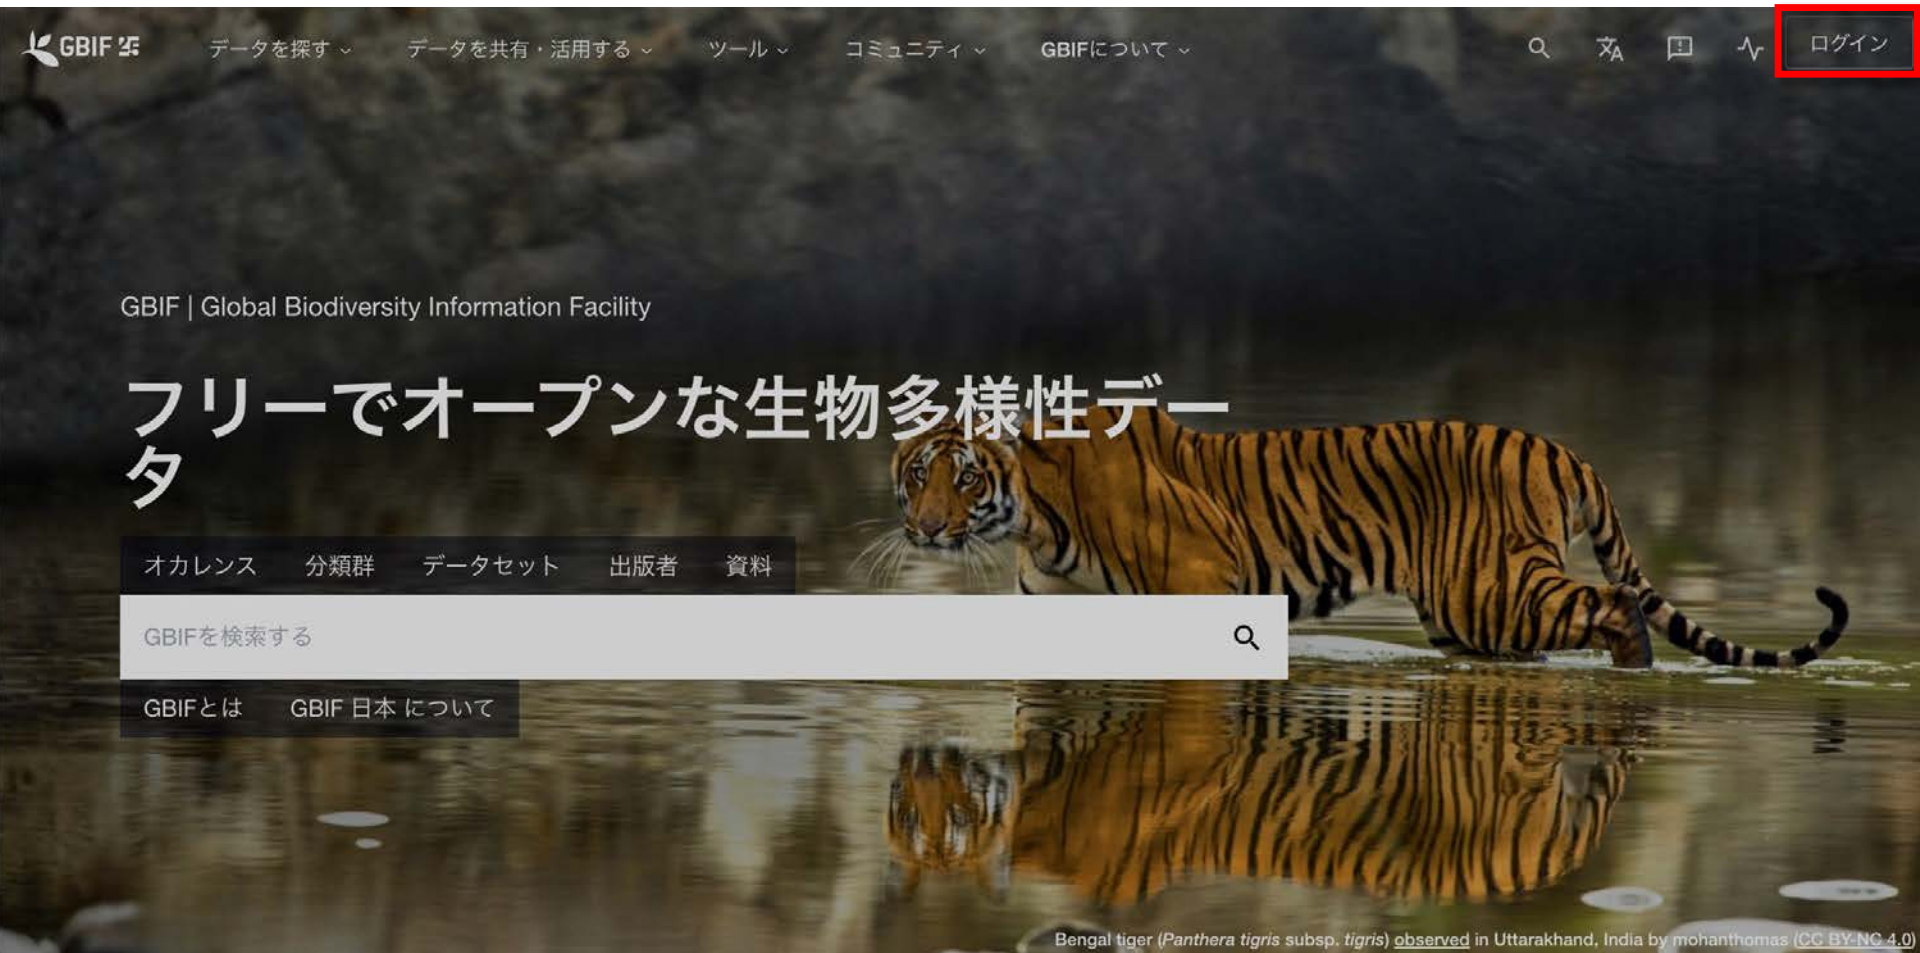 GBIF
データを探す
データを共有・活用する
ツール
コミュニティ
GBIFについて
ログイン
GBIF | Global Biodiversity Information Facility
フリーでオープンな生物多様性デー
タ
オカレンス 分類群 データセット 出版者 資料
GBIFを検索する
GBIFとは GBIF 日本 について
Bengal tiger (Panthera tigris subsp. tigris) observed in Uttarakhand, India by mohanthomas (CC BY-NC 4.0)